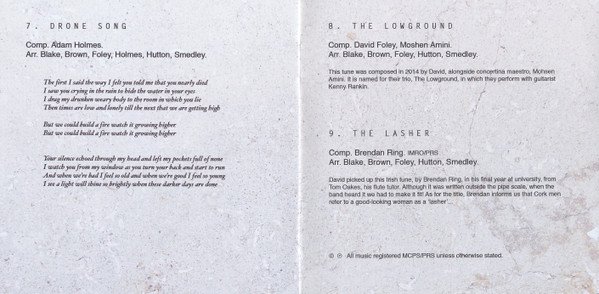 7. DRONE SONG
Comp. Adam Holmes.
Arr. Blake, Brown, Foley, Holmes, Hutton, Smedley.
The first I said the way I felt you told me that you nearly died
I saw you crying in the rain to hide the water in your eyes
I drag my drunken weary body to the room in which you lie
Then times are low and lonely till the next that we are getting high
But we could build a fire watch it growing higher
But we could build a fire watch it growing higher
Your silence echoed through my head and left my pockets full of none
I watch you from my window as you turn your back and start to run
And when we're bad I feel so old and when we're good I feel so young
I see a light will shine so brightly when those darker days are done
8. THE LOWGROUND
Comp. David Foley, Moshen Amini.
Arr. Blake, Brown, Foley, Hutton, Smedley.
This tune was composed in 2014 by David, alongside concertina maestro, Mohsen
Amini. It is named for their trio, The Lowground, in which they perform with guitarist
Kenny Rankin.
9. THE LASHER
Comp. Brendan Ring. IMRO/PRS
Arr. Blake, Brown, Foley, Hutton, Smedley.
David picked up this Irish tune, by Brendan Ring, in his final year at university, from
Tom Oakes, his flute tutor. Although it was written outside the pipe scale, when the
band heard it we had to make it fit! As for the title, Brendan informs us that Cork men
refer to a good-looking woman as a 'lasher'...
© ℗ All music registered MCPS/PRS unless otherwise stated.